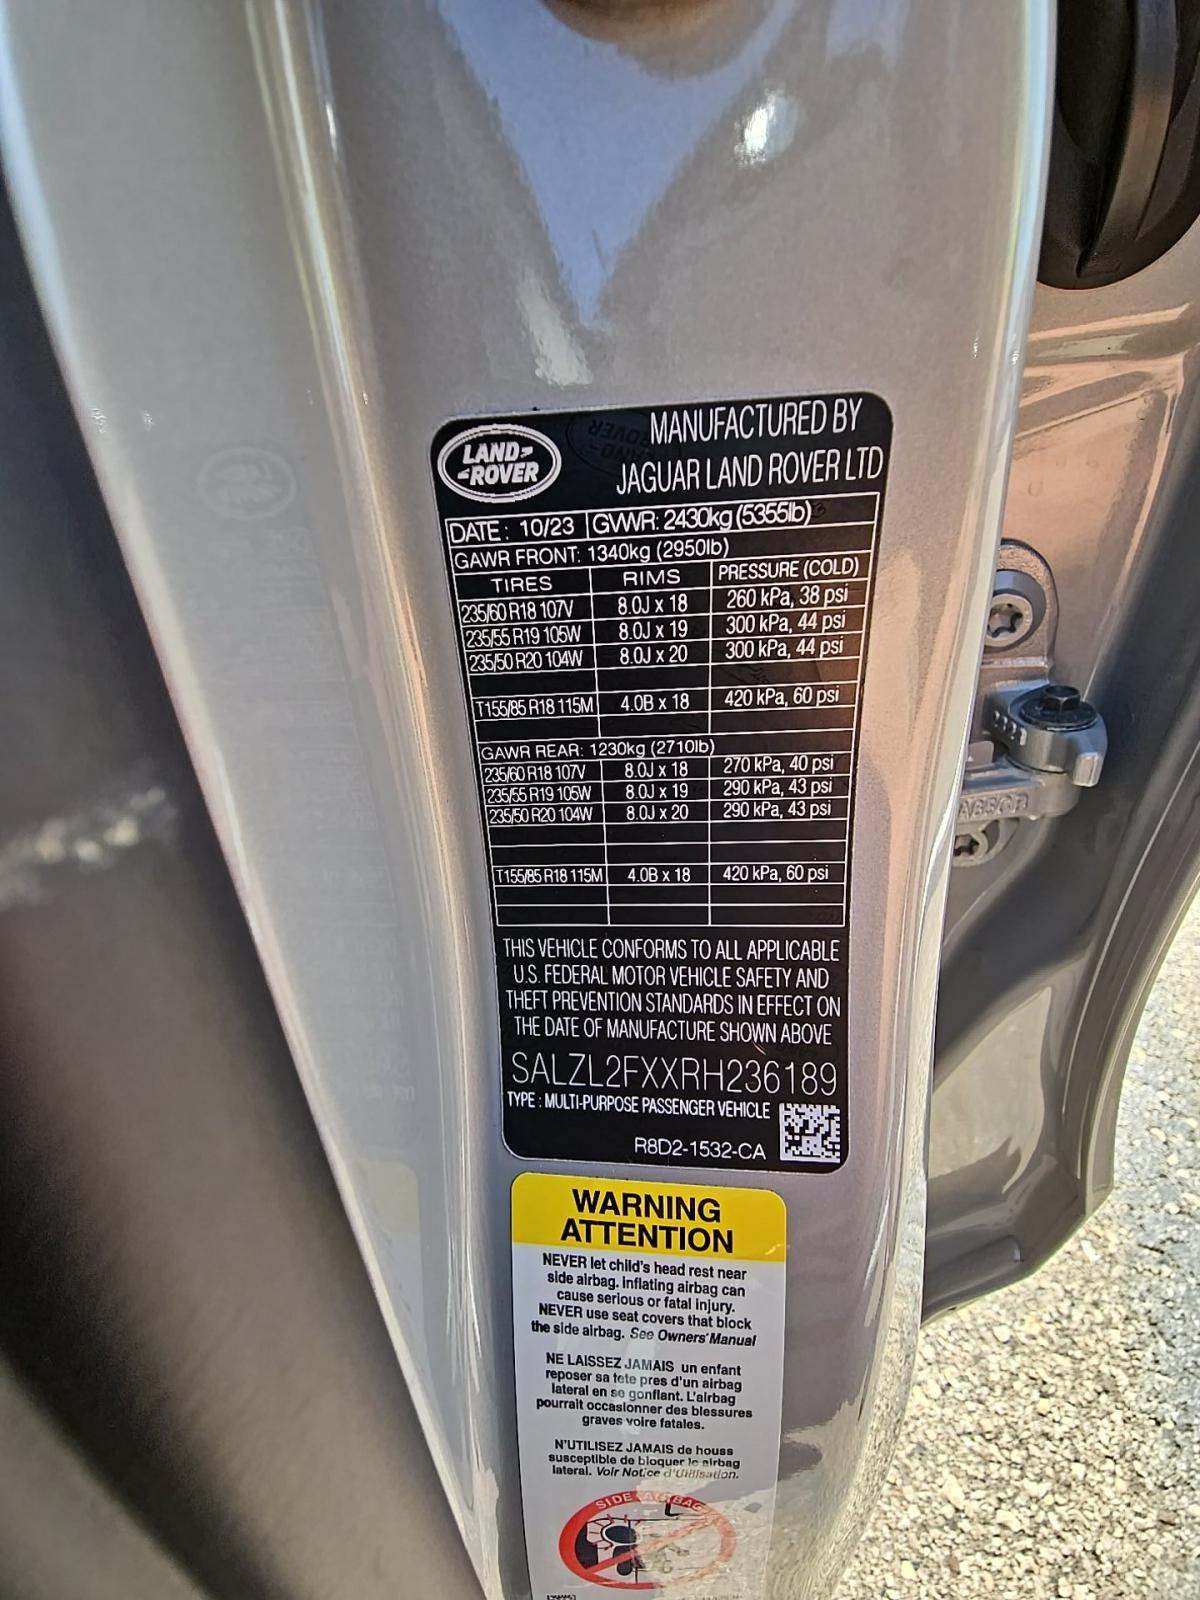 LAND-
-ROVER
MANUFACTURED BY
JAGUAR LAND ROVER LTD
DATE: 10/23 GVWR: 2430kg (5355lb)
GAWR FRONT: 1340kg (2950lb)
TIRES RIMS PRESSURE (COLD)
235/60 R18 107V 8.0J x 18 260 kPa, 38 psi
235/55 R19 105W 8.0J x 19 300 kPa, 44 psi
235/50 R20 104W 8.0J x 20 300 kPa, 44 psi
T155/85 R18 115M 4.0B x 18 420 kPa, 60 psi
GAWR REAR: 1230kg (2710lb)
235/60 R18 107V 8.0J x 18 270 kPa, 40 psi
235/55 R19 105W 8.0J x 19 290 kPa, 43 psi
235/50 R20 104W 8.0J x 20 290 kPa, 43 psi
T155/85 R18 115M 4.0B x 18 420 kPa, 60 psi
THIS VEHICLE CONFORMS TO ALL APPLICABLE
U.S. FEDERAL MOTOR VEHICLE SAFETY AND
THEFT PREVENTION STANDARDS IN EFFECT ON
THE DATE OF MANUFACTURE SHOWN ABOVE
SALZL2FXXRH236189
TYPE : MULTI-PURPOSE PASSENGER VEHICLE
R8D2-1532-CA
WARNING
ATTENTION
NEVER let child's head rest near
side airbag. Inflating airbag can
cause serious or fatal injury.
NEVER use seat covers that block
the side airbag. See Owners' Manual
NE LAISSEZ JAMAIS un enfant
reposer sa tete pres d'un airbag
lateral en se gonflant. L'airbag
pourrait occasionner des blessures
graves voire fatales.
N'UTILISEZ JAMAIS de houss
susceptible de bloquer le airbag
lateral. Voir Notice d'Utilisation.
SIDE AIRBAG